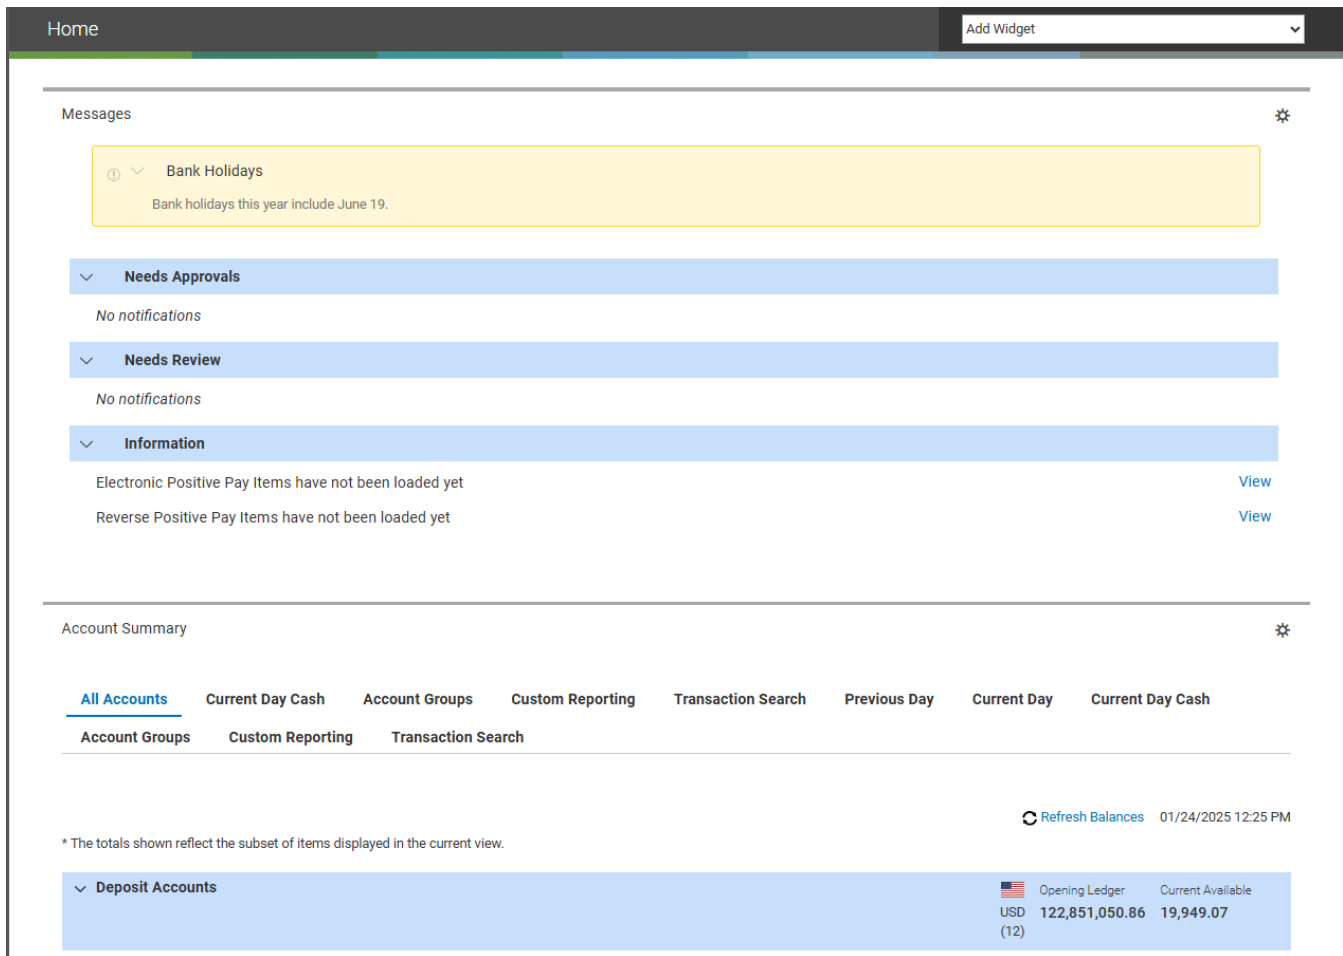 Home
Add Widget
Messages
Bank Holidays
Bank holidays this year include June 19.
Needs Approvals
No notifications
Needs Review
No notifications
Information
Electronic Positive Pay Items have not been loaded yet View
Reverse Positive Pay Items have not been loaded yet View
Account Summary
All Accounts Current Day Cash Account Groups Custom Reporting Transaction Search Previous Day Current Day Current Day Cash
Account Groups Custom Reporting Transaction Search
Refresh Balances 01/24/2025 12:25 PM
* The totals shown reflect the subset of items displayed in the current view.
Deposit Accounts Opening Ledger Current Available
USD 122,851,050.86 19,949.07
(12)